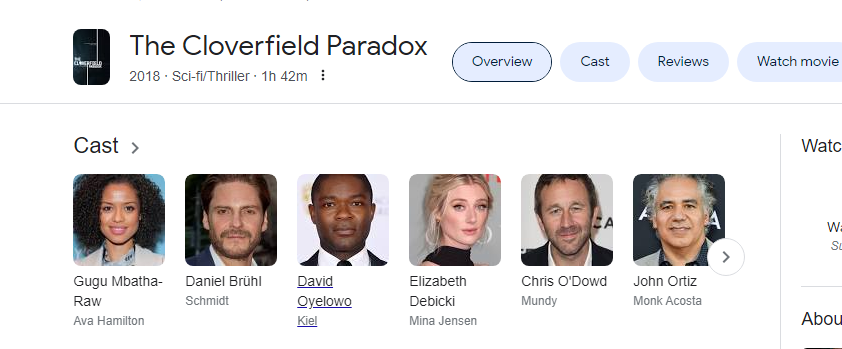 The Cloverfield Paradox
2018 · Sci-fi/Thriller · 1h 42m
Overview
Cast
Reviews
Watch movie
Cast
Watc
Gugu Mbatha-
Raw
Ava Hamilton
Daniel Brühl
Schmidt
David
Oyelowo
Kiel
Elizabeth
Debicki
Mina Jensen
Chris O'Dowd
Mundy
John Ortiz
Monk Acosta
Wa
Su
Abou